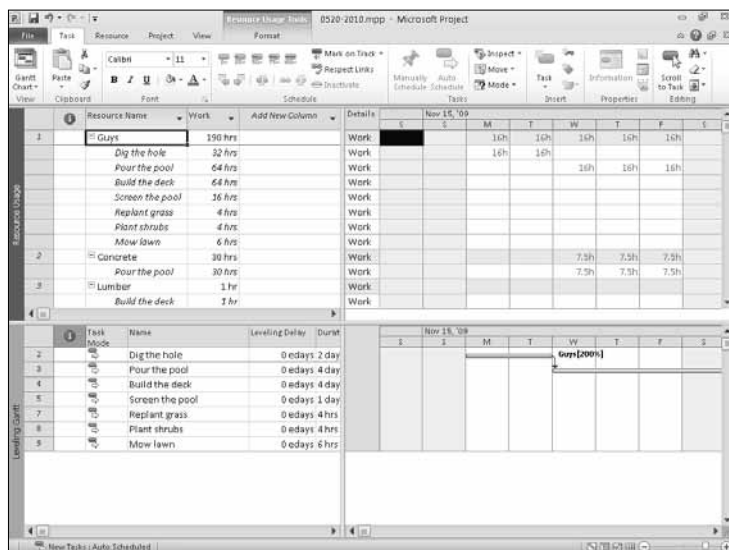 Resource Usage Tools 0520-2010.mpp - Microsoft Project
File Task Resource Project View Format
Gantt Chart
Paste
Calibri 11
B I U A
Mark on Track
Respect Links
Inactivate
Manually Schedule
Auto Schedule
Inspect
Move
Mode
Task
Information
Scroll to Task
View Clipboard Font Schedule Tasks Insert Properties Editing
Resource Usage
Resource Name Work Add New Column Details Nov 15, '09
S S M T W T F S
1 Guys 190 hrs Work 16h 16h 16h 16h 16h
Dig the hole 32 hrs Work 16h 16h
Pour the pool 64 hrs Work 16h 16h 16h
Build the deck 64 hrs Work
Screen the pool 16 hrs Work
Replant grass 4 hrs Work
Plant shrubs 4 hrs Work
Mow lawn 6 hrs Work
2 Concrete 30 hrs Work 7.5h 7.5h 7.5h
Pour the pool 30 hrs Work 7.5h 7.5h 7.5h
3 Lumber 1 hr Work
Build the deck 1 hr Work
Leveling Gantt
Task Mode Name Leveling Delay Durat Nov 15, '09
S S M T W T F S
2 Dig the hole 0 edays 2 day Guys[200%]
3 Pour the pool 0 edays 4 day
4 Build the deck 0 edays 4 day
5 Screen the pool 0 edays 1 day
7 Replant grass 0 edays 4 hrs
8 Plant shrubs 0 edays 4 hrs
9 Mow lawn 0 edays 6 hrs
New Tasks : Auto Scheduled